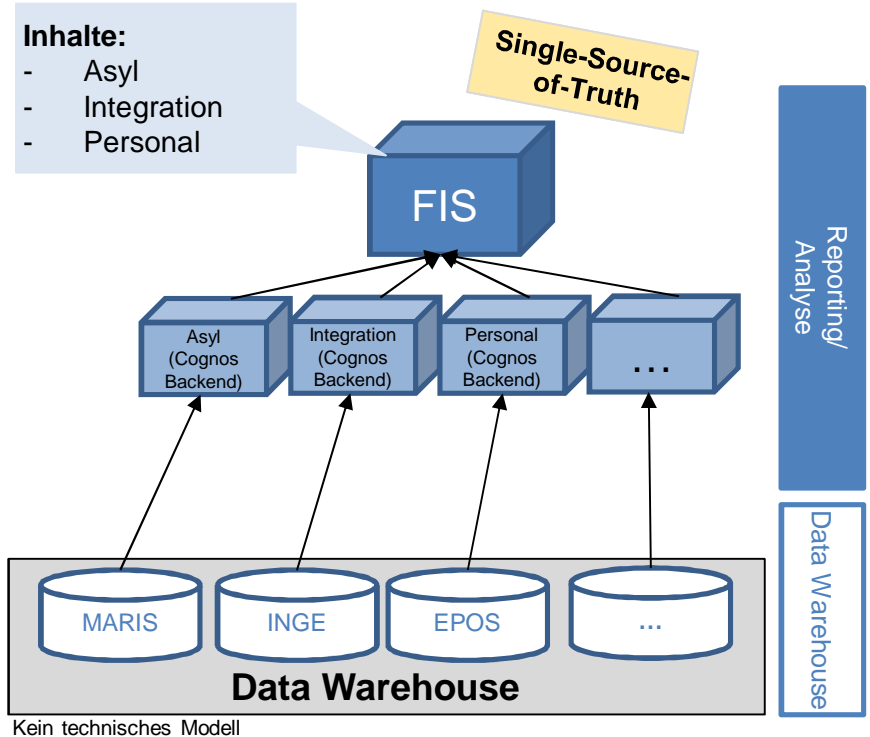 Inhalte:
- Asyl
- Integration
- Personal
Single-Source-
of-Truth
FIS
Asyl
(Cognos
Backend)
Integration
(Cognos
Backend)
Personal
(Cognos
Backend)
...
Reporting/
Analyse
MARIS
INGE
EPOS
...
Data Warehouse
Data Warehouse
Kein technisches Modell